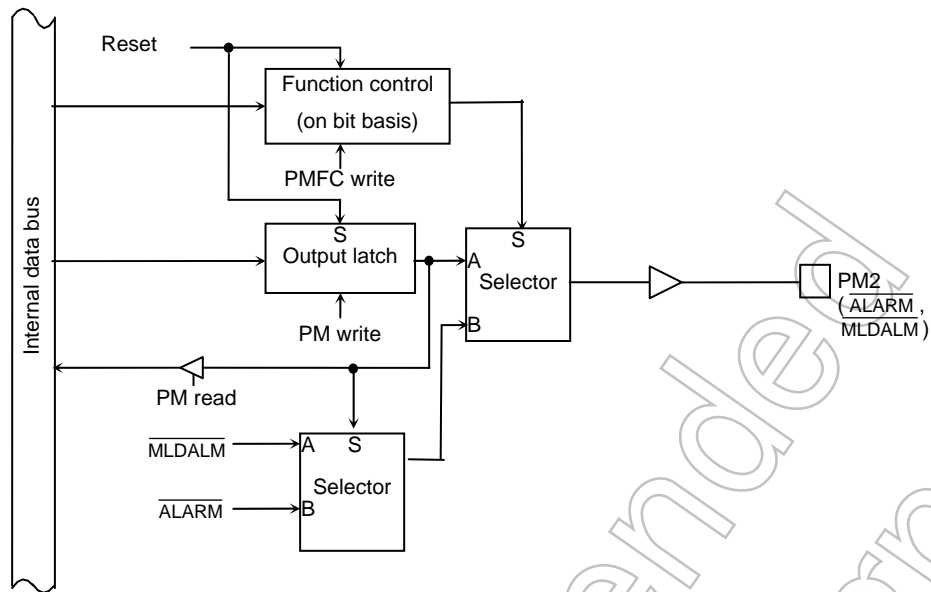 Reset
Function control
(on bit basis)
PMFC write
Internal data bus
S
Output latch
PM write
A
S
Selector
B
PM2
(ALARM,
MLDALM)
PM read
MLDALM
A
S
Selector
ALARM
B